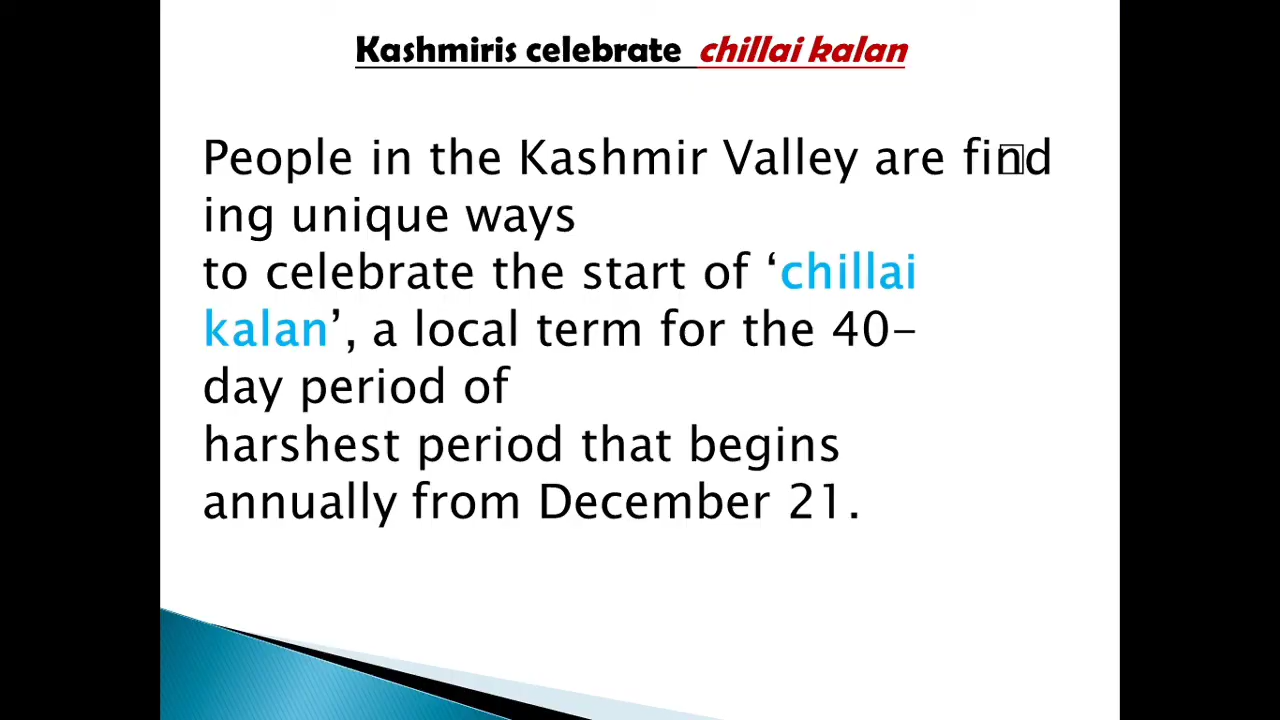 Kashmiris celebrate chillai kalan
People in the Kashmir Valley are find
ing unique ways
to celebrate the start of ‘chillai
kalan’, a local term for the 40-
day period of
harshest period that begins
annually from December 21.